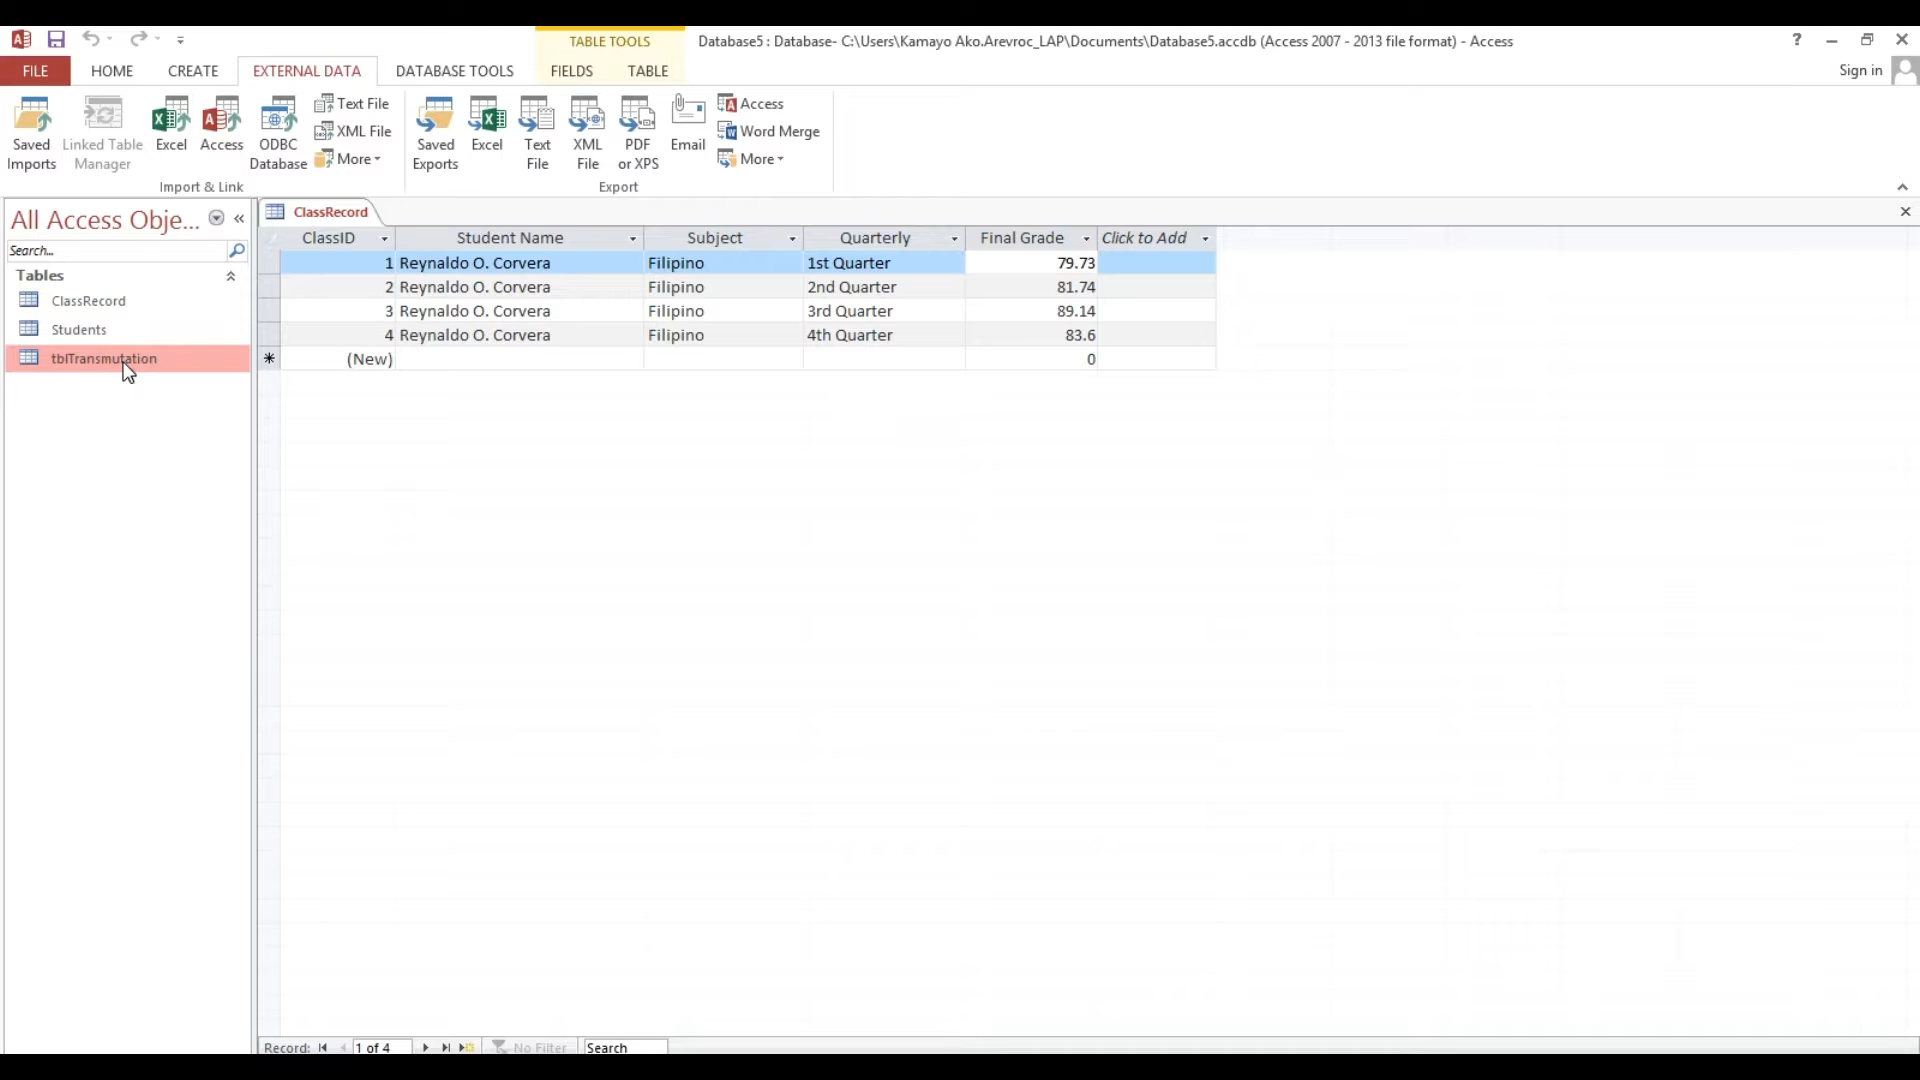 TABLE TOOLS
Database5 : Database- C:\Users\Kamayo Ako.Arevroc_LAP\Documents\Database5.accdb (Access 2007 - 2013 file format) - Access
?
FILE HOME CREATE EXTERNAL DATA DATABASE TOOLS FIELDS TABLE
Sign in
Saved Imports
Linked Table Manager
Excel
Access
ODBC Database
Text File
XML File
More
Import & Link
Saved Exports
Excel
Text File
XML File
PDF or XPS
Email
Access
Word Merge
More
Export
All Access Obje...
Search...
Tables
ClassRecord
Students
tblTransmutation
ClassRecord
ClassID Student Name Subject Quarterly Final Grade Click to Add
1 Reynaldo O. Corvera Filipino 1st Quarter 79.73
2 Reynaldo O. Corvera Filipino 2nd Quarter 81.74
3 Reynaldo O. Corvera Filipino 3rd Quarter 89.14
4 Reynaldo O. Corvera Filipino 4th Quarter 83.6
(New) 0
Record: 1 of 4 No Filter Search